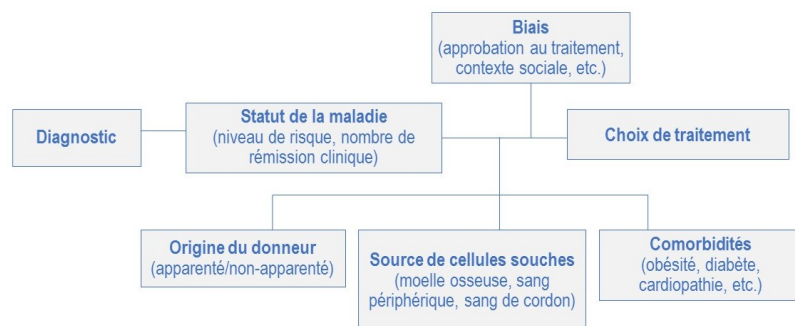 Biais
(approbation au traitement,
contexte sociale, etc.)
Diagnostic
Statut de la maladie
(niveau de risque, nombre de
rémission clinique)
Choix de traitement
Origine du donneur
(apparenté/non-apparenté)
Source de cellules souches
(moelle osseuse, sang
périphérique, sang de cordon)
Comorbidités
(obésité, diabète,
cardiopathie, etc.)